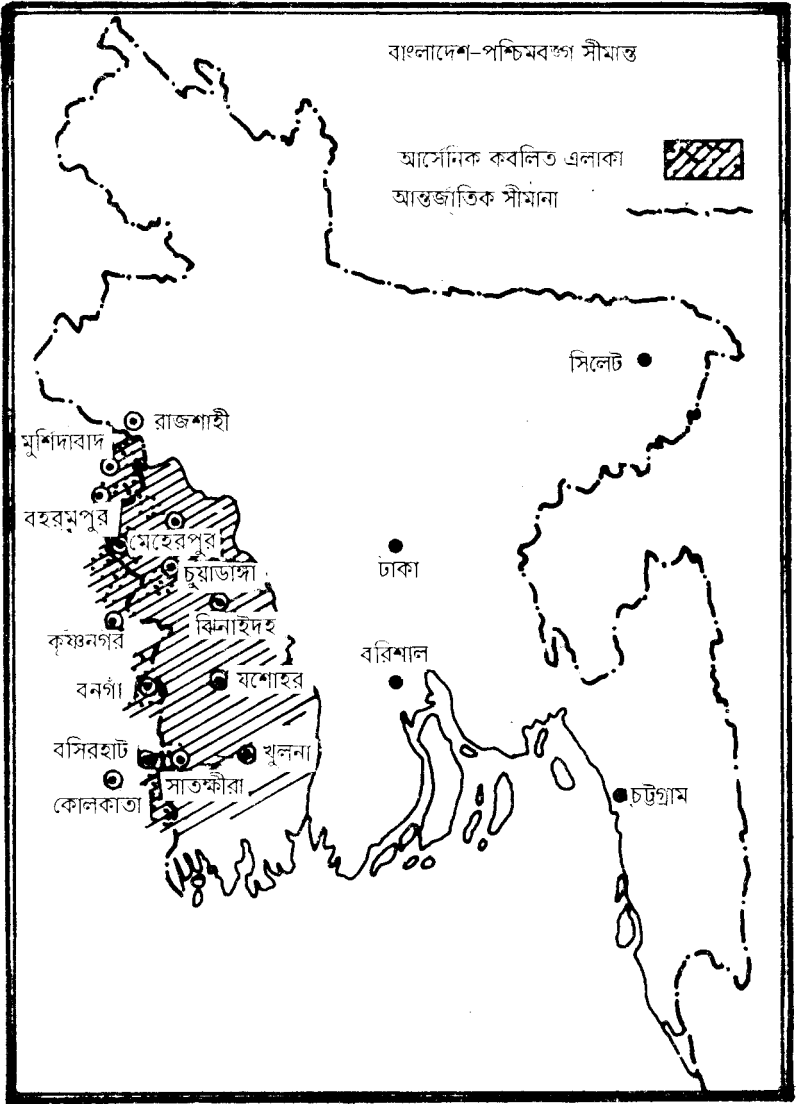 বাংলাদেশ-পশ্চিমবঙ্গ সীমান্ত
আর্সেনিক কবলিত এলাকা
আন্তর্জাতিক সীমানা
সিলেট
রাজশাহী
মুর্শিদাবাদ
বহরমপুর
মেহেরপুর
চুয়াডাঙ্গা
ঢাকা
ঝিনাইদহ
কৃষ্ণনগর
বরিশাল
বনগাঁ
যশোহর
বসিরহাট
খুলনা
সাতক্ষীরা
কোলকাতা
চট্টগ্রাম